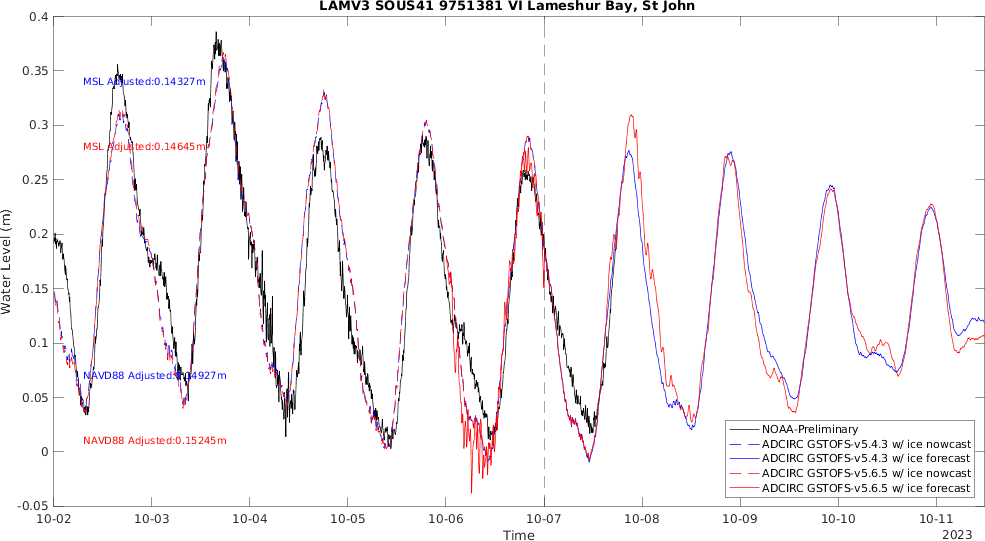 LAMV3 SOUS41 9751381 VI Lameshur Bay, St John
0.4
0.35
0.3
0.25
0.2
0.15
0.1
0.05
0
-0.05
Water Level (m)
MSL Adjusted:0.14327m
MSL Adjusted:0.14645m
NAVD88 Adjusted:0.14927m
NAVD88 Adjusted:0.15245m
NOAA-Preliminary
ADCIRC GSTOFS-v5.4.3 w/ ice nowcast
ADCIRC GSTOFS-v5.4.3 w/ ice forecast
ADCIRC GSTOFS-v5.6.5 w/ ice nowcast
ADCIRC GSTOFS-v5.6.5 w/ ice forecast
10-02 10-03 10-04 10-05 10-06 10-07 10-08 10-09 10-10 10-11
Time
2023